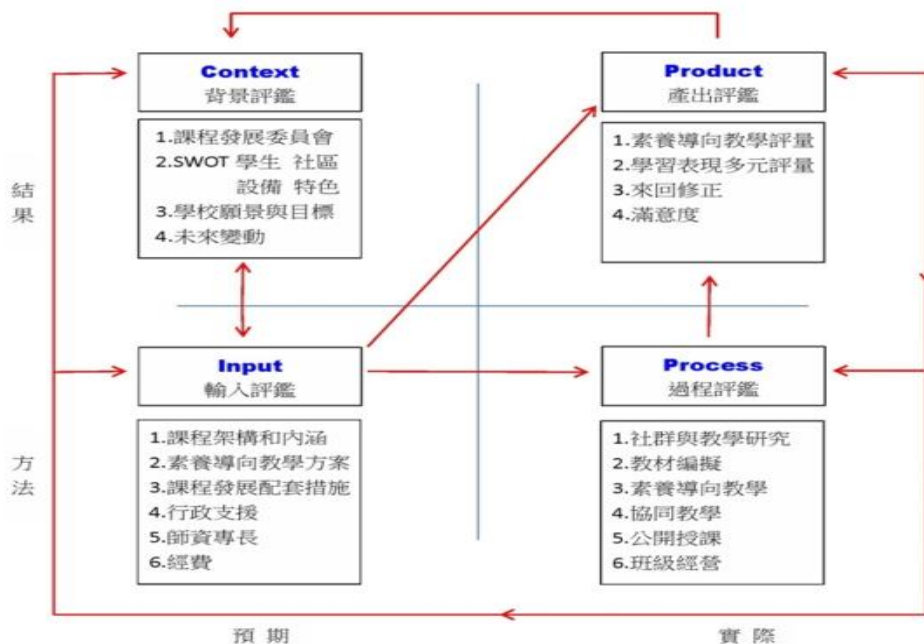 Context
背景評鑑
1.課程發展委員會
2.SWOT 學生 社區
設備 特色
3.學校願景與目標
4.未來變動
Product
產出評鑑
1.素養導向教學評量
2.學習表現多元評量
3.來回修正
4.滿意度
結果
Input
輸入評鑑
1.課程架構和內涵
2.素養導向教學方案
3.課程發展配套措施
4.行政支援
5.師資專長
6.經費
Process
過程評鑑
1.社群與教學研究
2.教材編擬
3.素養導向教學
4.協同教學
5.公開授課
6.班級經營
方法
預期
實際